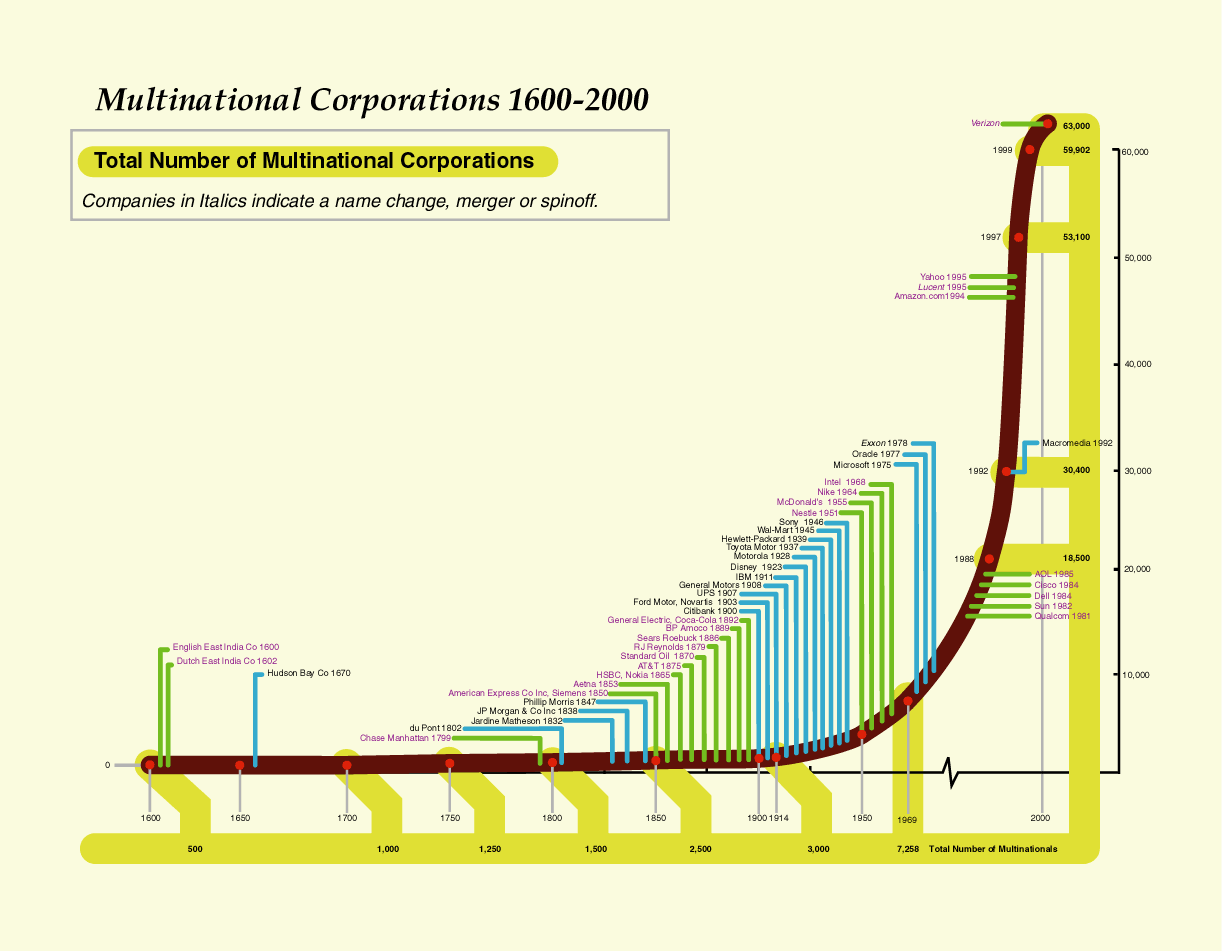 Multinational Corporations 1600-2000
Total Number of Multinational Corporations
Companies in Italics indicate a name change, merger or spinoff.
Verizon
63,000
1999
59,902
60,000
1997
53,100
50,000
Yahoo 1995
Lucent 1995
Amazon.com1994
40,000
Exxon 1978
Macromedia 1992
Oracle 1977
Microsoft 1975
1992
30,400
30,000
Intel 1968
Nike 1964
McDonald's 1955
Nestle 1951
Sony 1946
Wal-Mart 1945
Hewlett-Packard 1939
Toyota Motor 1937
Motorola 1928
1988
18,500
Disney 1923
20,000
IBM 1911
AOL 1985
General Motors 1908
Cisco 1984
UPS 1907
Dell 1984
Ford Motor, Novartis 1903
Sun 1982
Citibank 1900
Qualcom 1981
General Electric, Coca-Cola 1892
BP Amoco 1889
Sears Roebuck 1886
RJ Reynolds 1879
English East India Co 1600
Standard Oil 1870
Dutch East India Co 1602
AT&T 1875
Hudson Bay Co 1670
HSBC, Nokia 1865
10,000
Aetna 1853
American Express Co Inc, Siemens 1850
Phillip Morris 1847
JP Morgan & Co Inc 1838
Jardine Matheson 1832
du Pont 1802
Chase Manhattan 1799
0
1600
1650
1700
1750
1800
1850
1900
1914
1950
1969
2000
500
1,000
1,250
1,500
2,500
3,000
7,258
Total Number of Multinationals